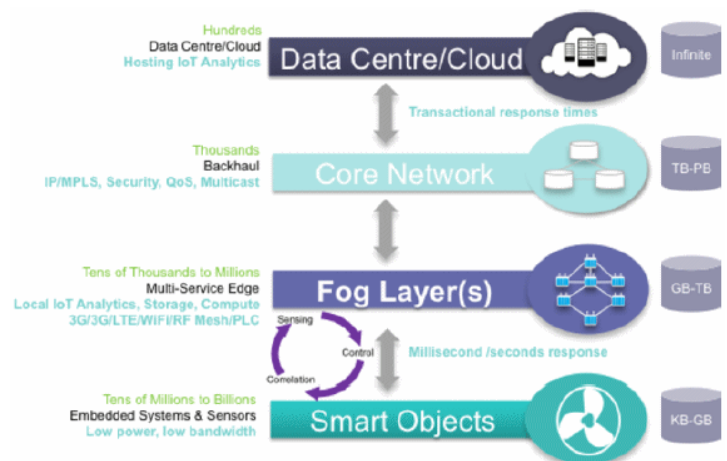 Hundreds
Data Centre/Cloud
Hosting IoT Analytics
Data Centre/Cloud
Infinite
Transactional response times
Thousands
Backhaul
IP/MPLS, Security, QoS, Multicast
Core Network
TB-PB
Tens of Thousands to Millions
Multi-Service Edge
Local IoT Analytics, Storage, Compute
3G/3G/LTE/WiFi/RF Mesh/PLC
Fog Layer(s)
GB-TB
Sensing
Control
Correlation
Millisecond /seconds response
Tens of Millions to Billions
Embedded Systems & Sensors
Low power, low bandwidth
Smart Objects
KB-GB